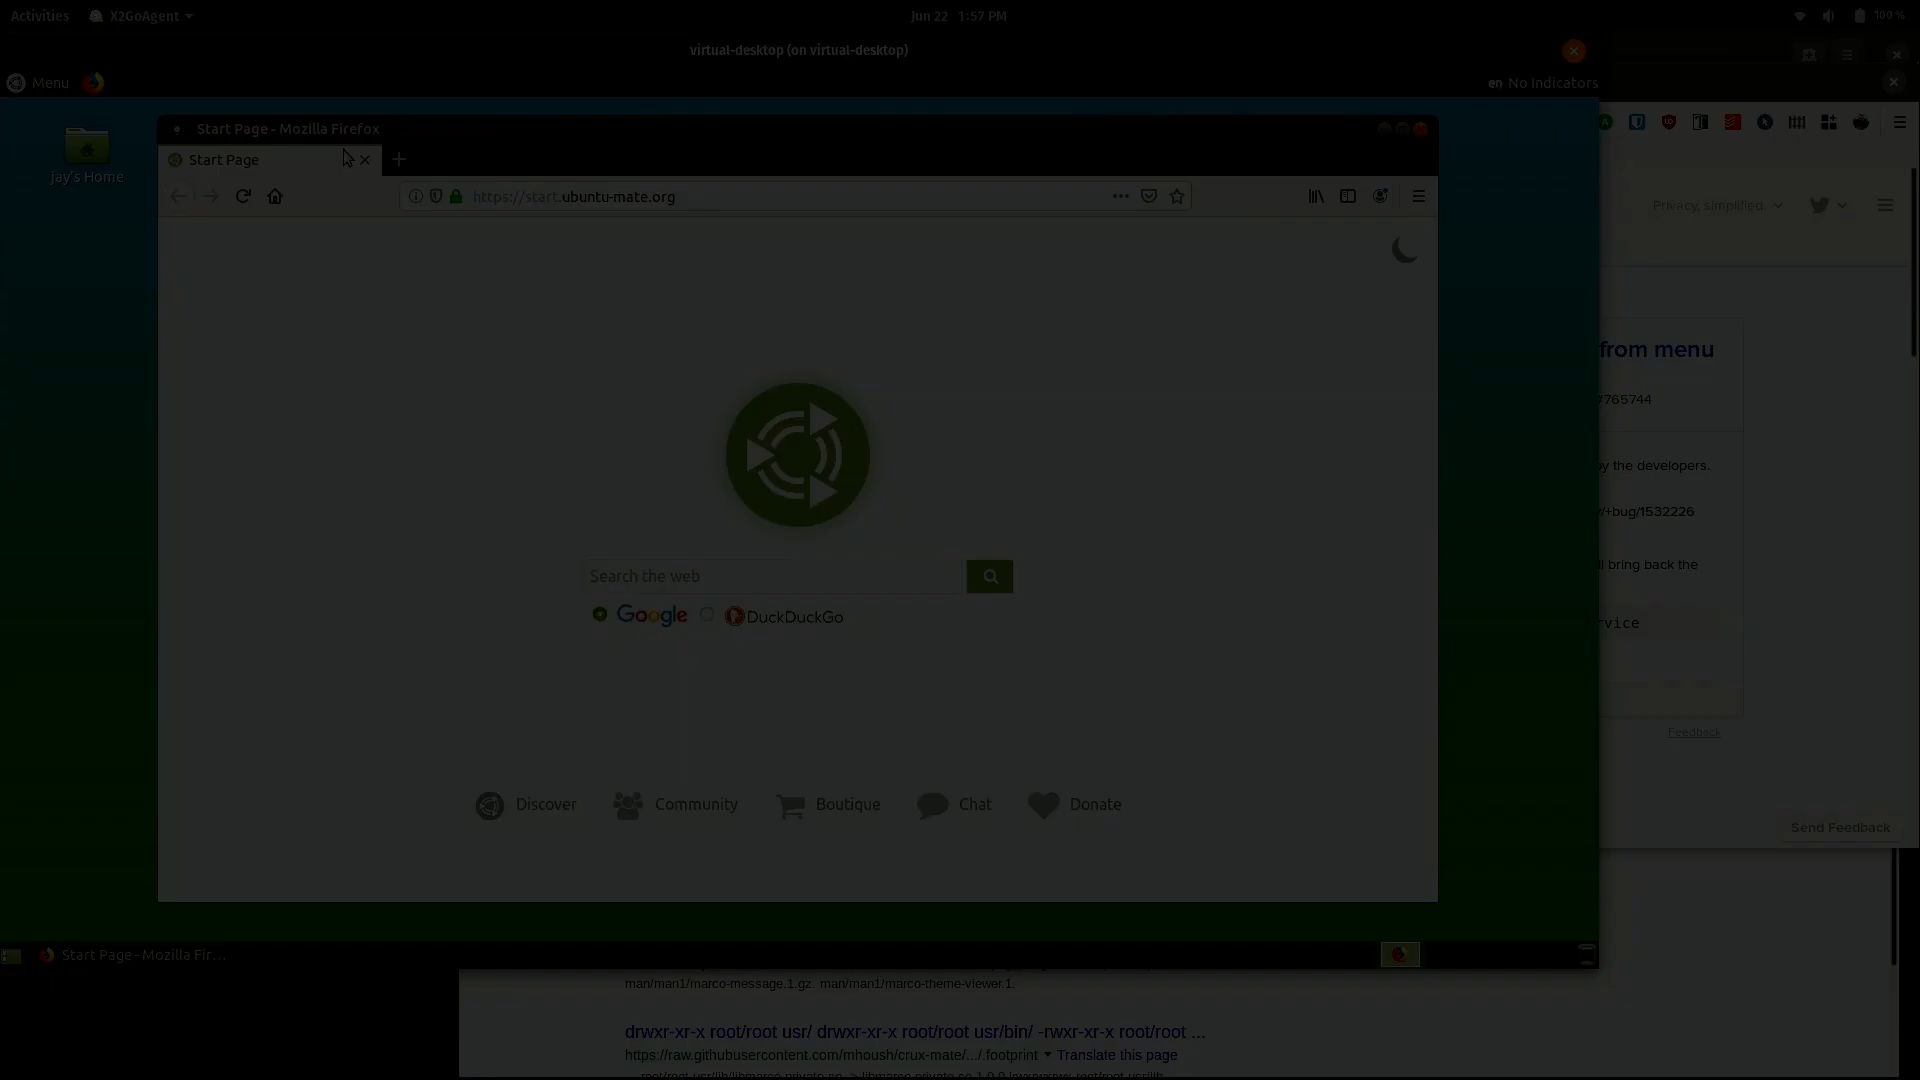 Activities X2GoAgent Jun 22 1:57 PM 100 %
virtual-desktop (on virtual-desktop)
Menu en No Indicators
jay's Home
Start Page - Mozilla Firefox
Start Page
https://start.ubuntu-mate.org
Privacy, simplified.
from menu
765744
by the developers.
/+bug/1532226
ll bring back the
rvice
Feedback
Send Feedback
Search the web
Google DuckDuckGo
Discover Community Boutique Chat Donate
Start Page - Mozilla Fir...
man/man1/marco-message.1.gz. man/man1/marco-theme-viewer.1.
drwxr-xr-x root/root usr/ drwxr-xr-x root/root usr/bin/ -rwxr-xr-x root/root ...
https://raw.githubusercontent.com/mhoush/crux-mate/.../.footprint Translate this page